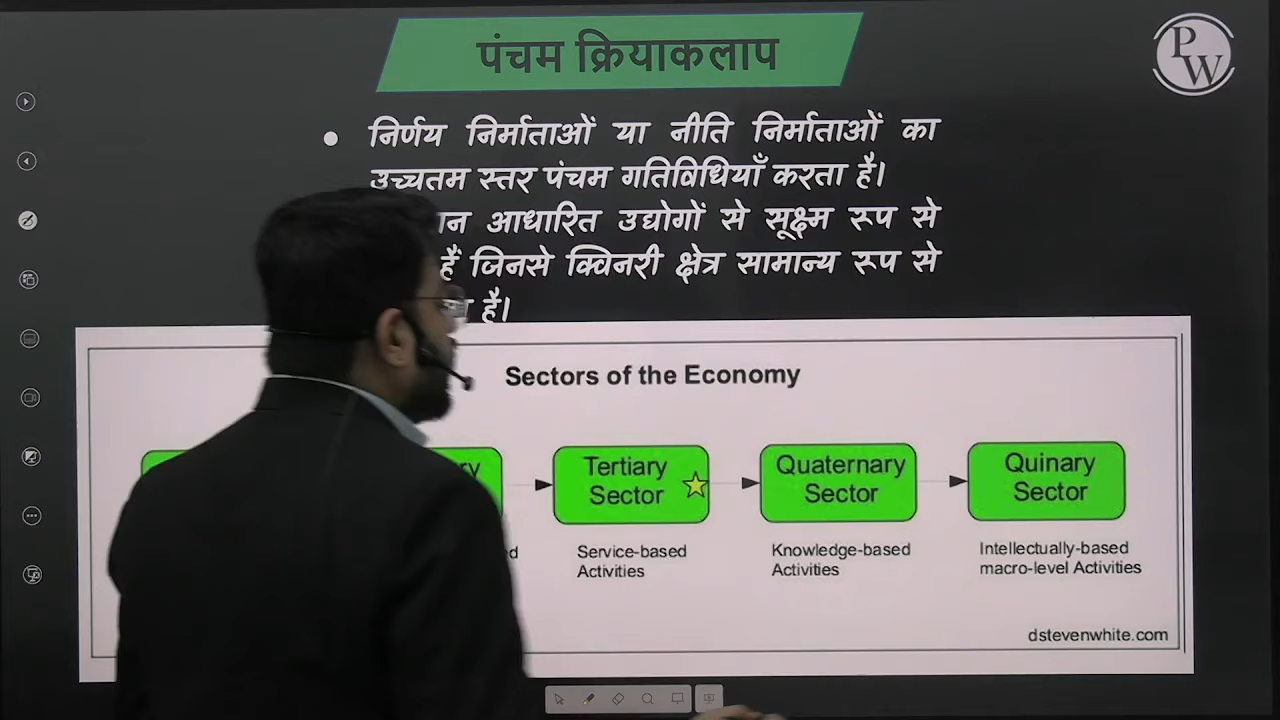 पंचम क्रियाकलाप
PW
• निर्णय निर्माताओं या नीति निर्माताओं का
उच्चतम स्तर पंचम गतिविधियाँ करता है।
आधारित उद्योगों से सूक्ष्म रूप से
हैं जिनसे क्विनरी क्षेत्र सामान्य रूप से
है।
Sectors of the Economy
Tertiary
Sector
Quaternary
Sector
Quinary
Sector
Service-based
Activities
Knowledge-based
Activities
Intellectually-based
macro-level Activities
dstevenwhite.com